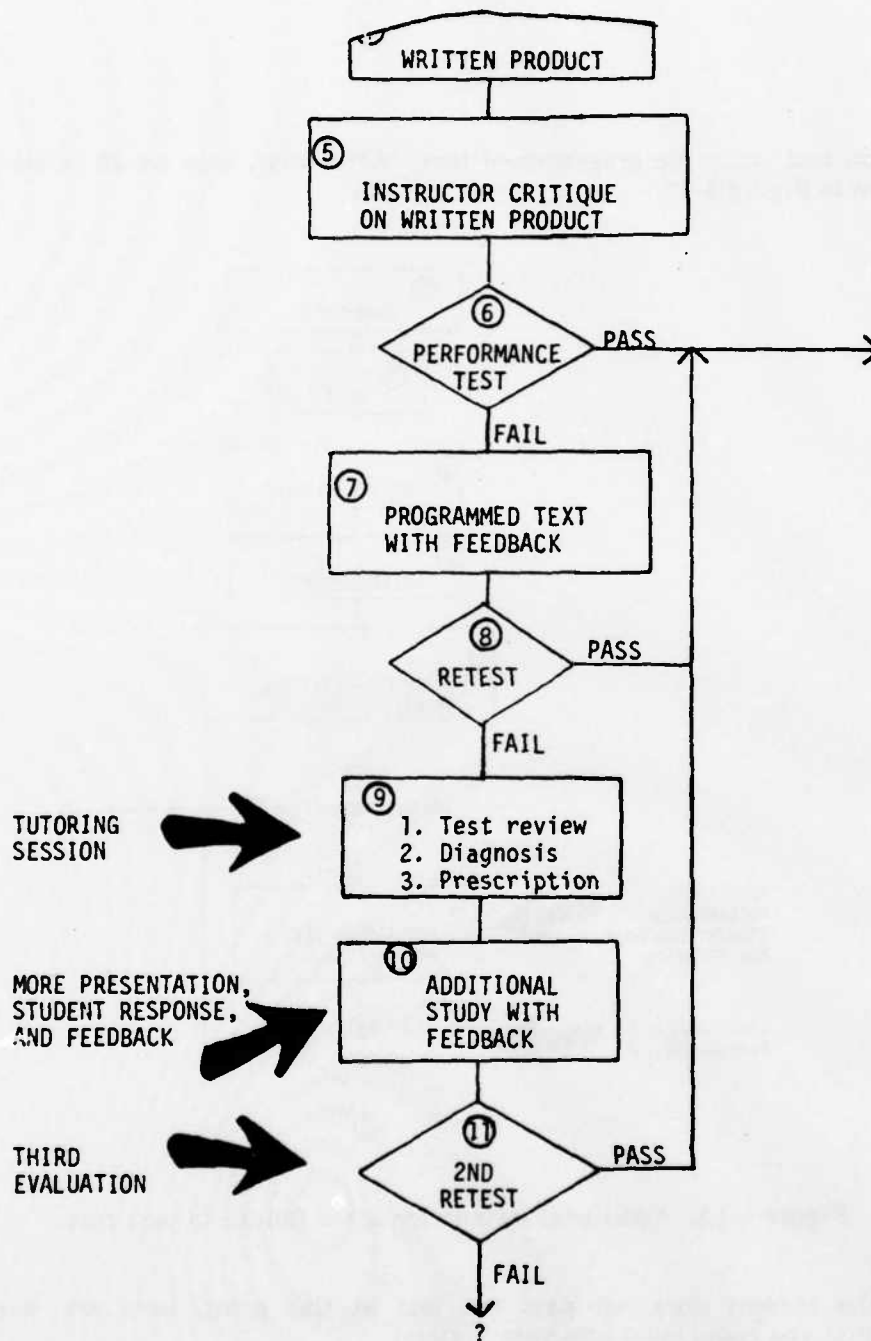 WRITTEN PRODUCT
5
INSTRUCTOR CRITIQUE
ON WRITTEN PRODUCT
6
PERFORMANCE
TEST
PASS
FAIL
7
PROGRAMMED TEXT
WITH FEEDBACK
8
RETEST
PASS
FAIL
TUTORING
SESSION
9
1. Test review
2. Diagnosis
3. Prescription
MORE PRESENTATION,
STUDENT RESPONSE,
AND FEEDBACK
10
ADDITIONAL
STUDY WITH
FEEDBACK
THIRD
EVALUATION
11
2ND
RETEST
PASS
FAIL
?